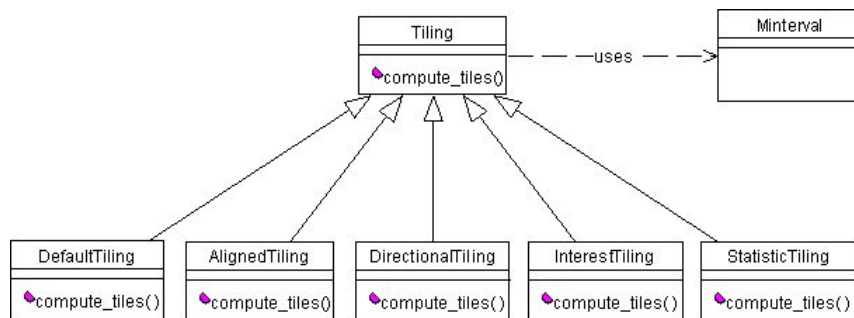 Tiling
compute_tiles()
uses
Minterval
DefaultTiling
compute_tiles()
AlignedTiling
compute_tiles()
DirectionalTiling
compute_tiles()
InterestTiling
compute_tiles()
StatisticTiling
compute_tiles()